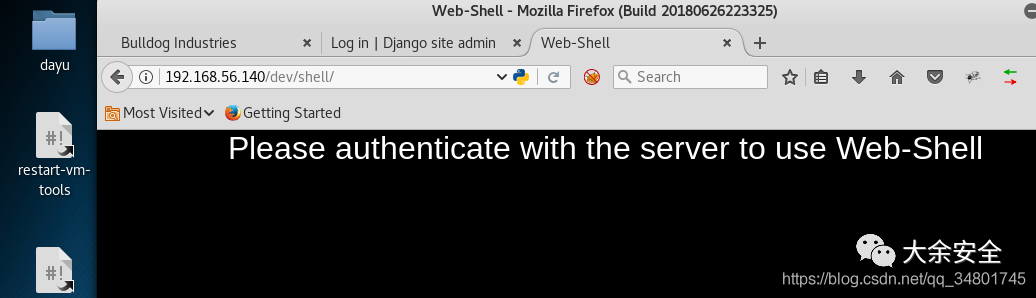 Web-Shell - Mozilla Firefox (Build 20180626223325)
dayu
Bulldog Industries
Log in | Django site admin
Web-Shell
192.168.56.140/dev/shell/
Search
Most Visited
Getting Started
#!
restart-vm-
tools
Please authenticate with the server to use Web-Shell
#!
大余安全
https://blog.csdn.net/qq_34801745